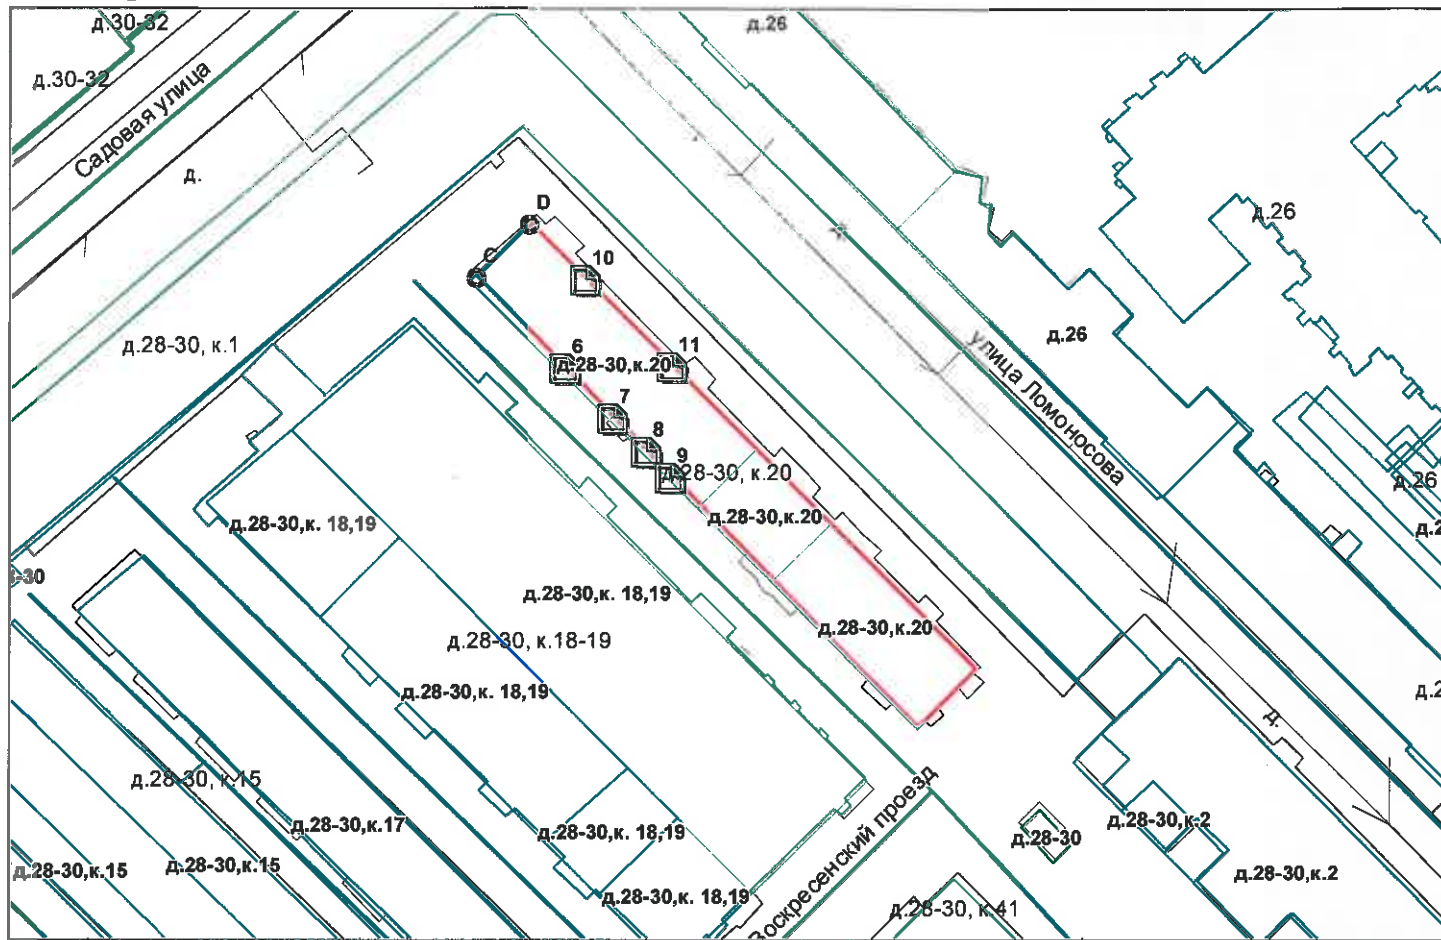 д.30-32
д.26
д.30-32
Садовая улица
д.
D
д.26
C
10
д.26
д.28-30, к.1
6
11
улица Ломоносова
д.28-30,к.20
7
8
9
д.28-30, к.20
д.26
д.28-30,к. 18,19
д.28-30,к.20
д.28-30,к. 18,19
д.28-30,к.20
д.28-30, к.18-19
д.28-30,к. 18,19
д.
д.28-30, к.15
Воскресенский проезд
д.28-30,к.17
д.28-30,к. 18,19
д.28-30
д.28-30,к.2
д.28-30,к.15
д.28-30,к.15
д.28-30,к.2
д.28-30,к. 18,19
д.28-30, к.41